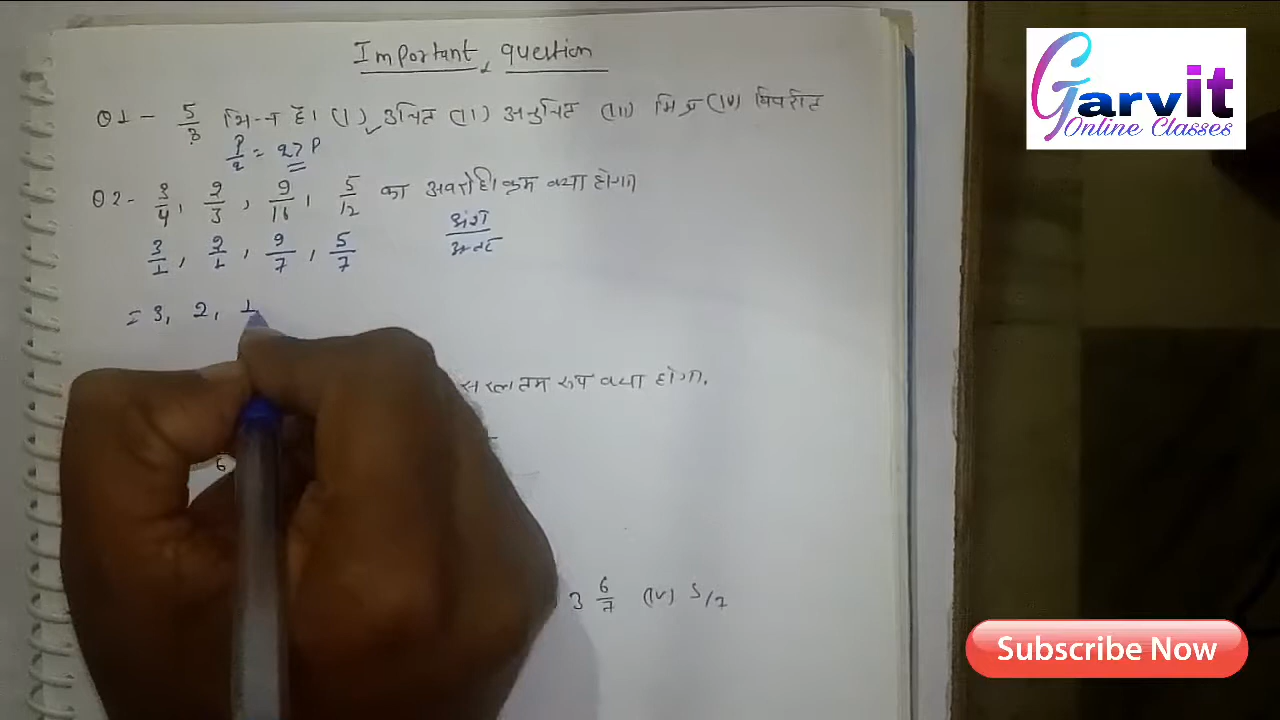 Important question
Garvit
Online Classes
Q1 - 5/8 भिन्न है। (I) उचित (II) अनुचित (III) मिश्र (IV) विपरीत
P/q = q > P
Q2 - 3/4, 2/3, 9/16, 5/12 का अवरोही क्रम क्या होगा
3/1, 2/1, 9/7, 5/7
अंश/अन्तर
= 3, 2, 1
सरलतम रूप क्या होगा.
6
3 6/7 (IV) 5/7
Subscribe Now